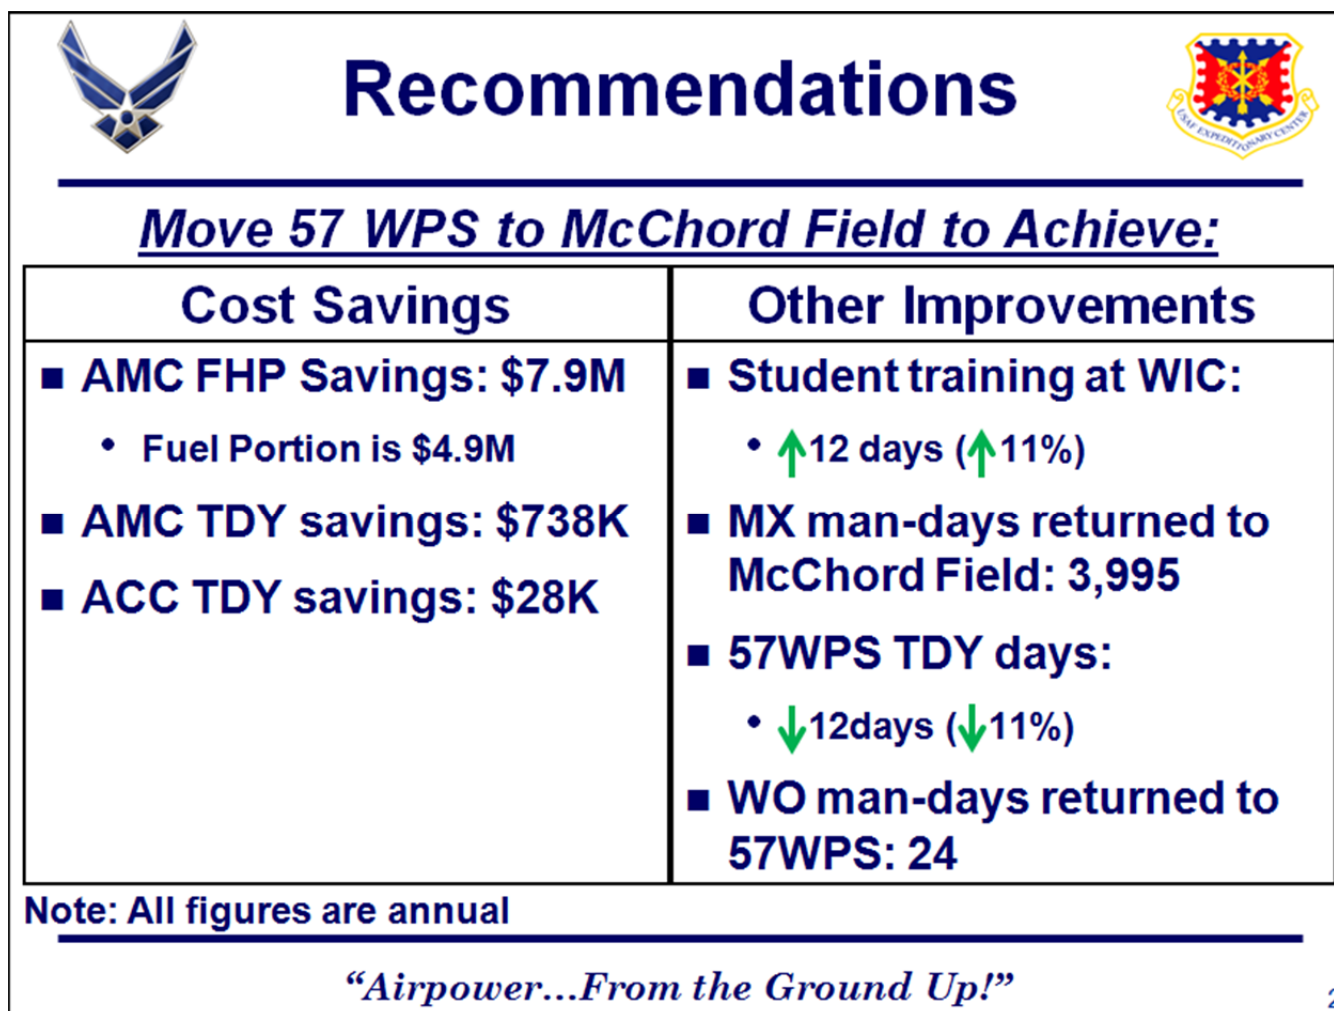 Recommendations
USAF EXPEDITIONARY CENTER
Move 57 WPS to McChord Field to Achieve:
Cost Savings
■ AMC FHP Savings: $7.9M
• Fuel Portion is $4.9M
■ AMC TDY savings: $738K
■ ACC TDY savings: $28K
Other Improvements
■ Student training at WIC:
• ↑12 days (↑11%)
■ MX man-days returned to
McChord Field: 3,995
■ 57WPS TDY days:
• ↓12days (↓11%)
■ WO man-days returned to
57WPS: 24
Note: All figures are annual
“Airpower...From the Ground Up!”